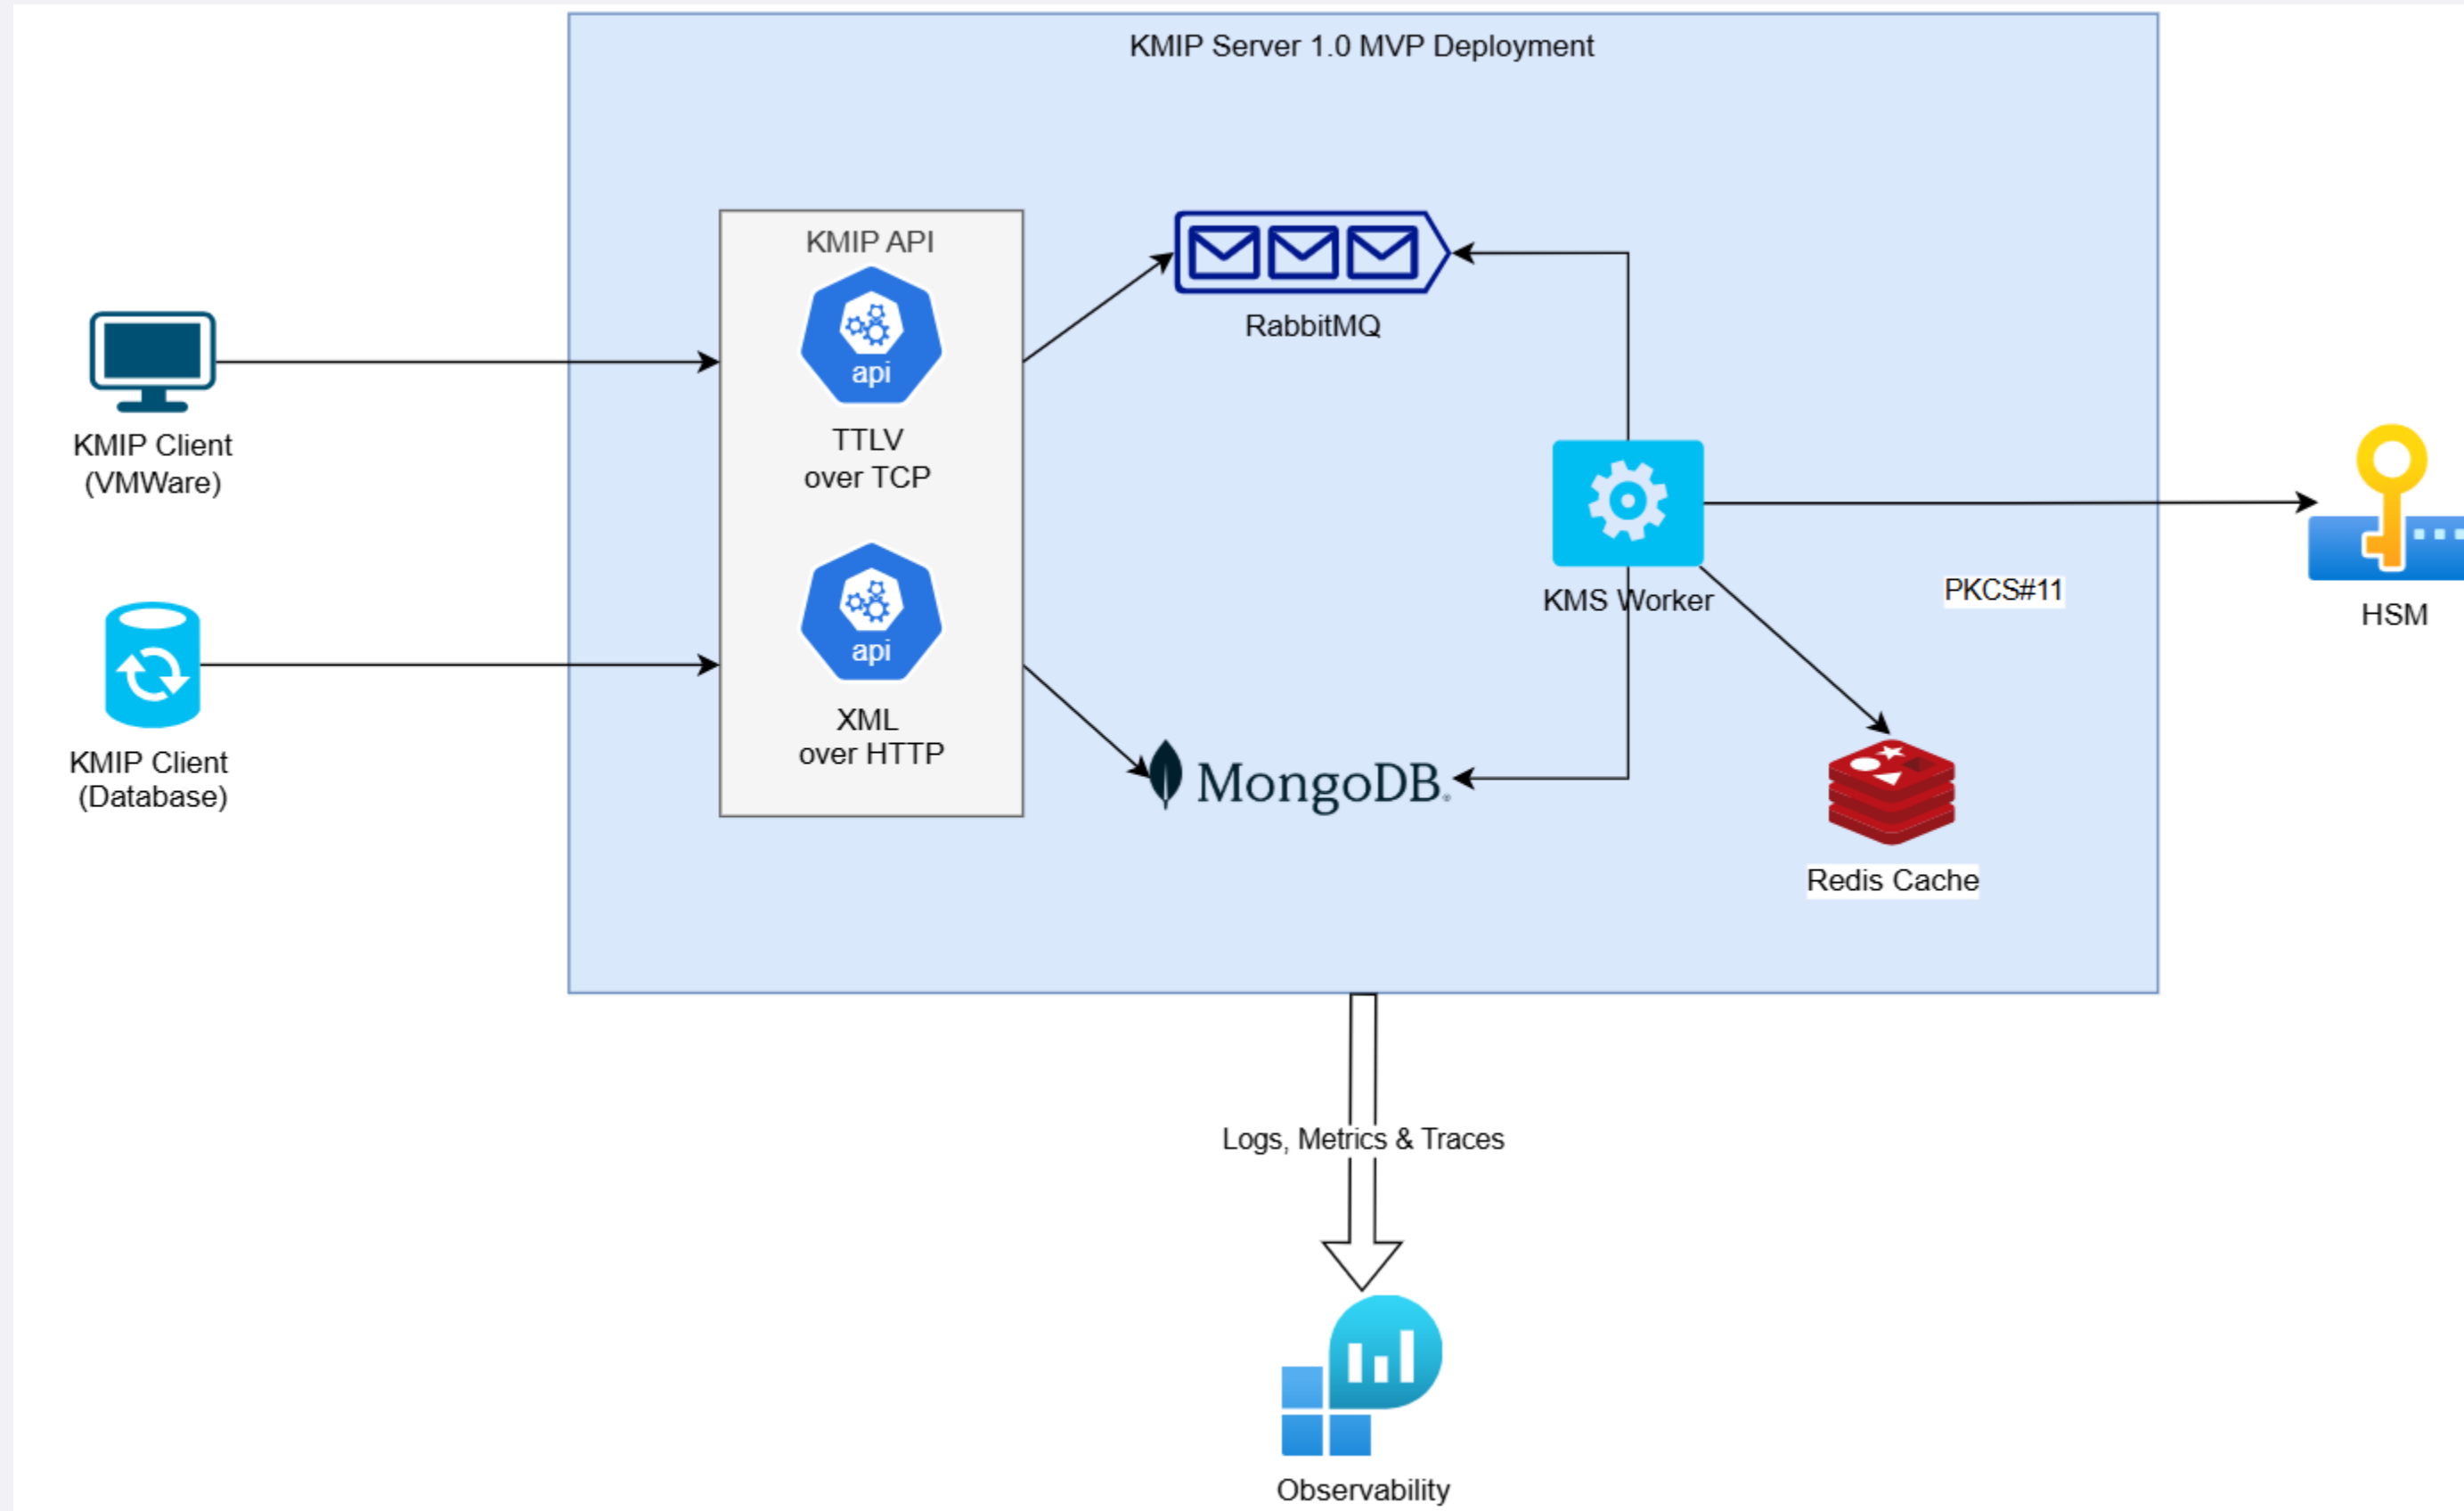 KMIP Server 1.0 MVP Deployment
KMIP API
api
TTLV
over TCP
api
XML
over HTTP
KMIP Client
(VMWare)
KMIP Client
(Database)
RabbitMQ
MongoDB
KMS Worker
PKCS#11
HSM
Redis Cache
Logs, Metrics & Traces
Observability